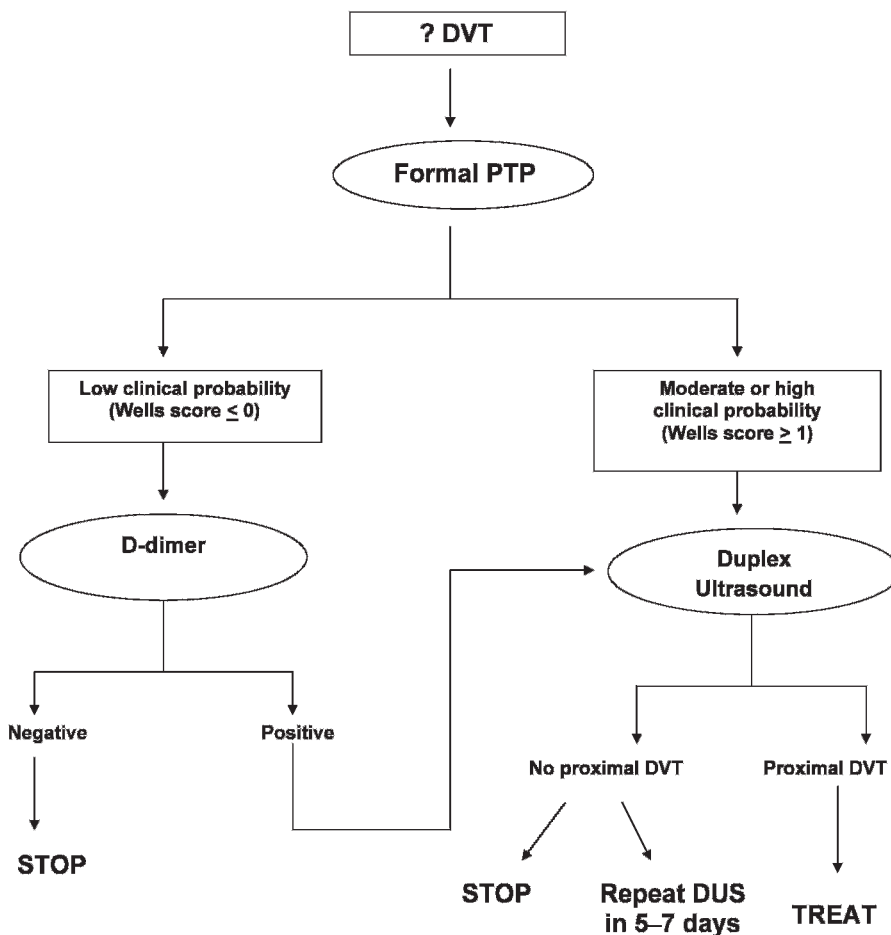 ? DVT
Formal PTP
Low clinical probability
(Wells score ≤ 0)
Moderate or high
clinical probability
(Wells score ≥ 1)
D-dimer
Duplex
Ultrasound
Negative
Positive
No proximal DVT
Proximal DVT
STOP
STOP
Repeat DUS
in 5–7 days
TREAT